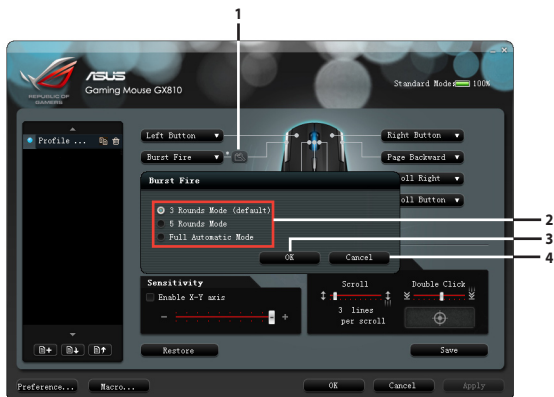 1
ASUS
Gaming Mouse GX810
REPUBLIC OF
GAMERS
Standard Mode 100%
Profile ...
Left Button
Right Button
Burst Fire
Page Backward
oll Right
oll Button
Burst Fire
3 Rounds Mode (default)
5 Rounds Mode
Full Automatic Mode
2
OK
Cancel
3
4
Sensitivity
Enable X-Y axis
Scroll
3 lines
per scroll
Double Click
Restore
Save
Preference...
Macro...
OK
Cancel
Apply